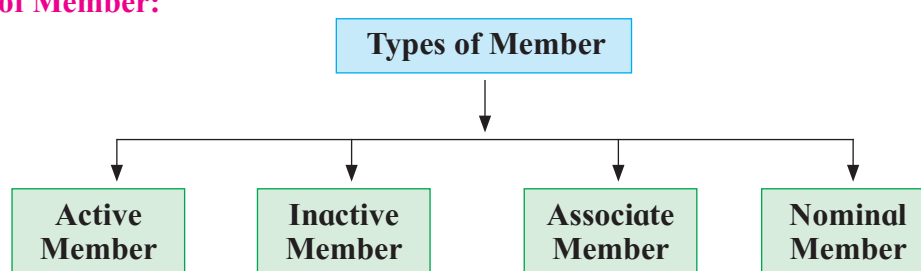 of Member:
Types of Member
Active
Member
Inactive
Member
Associate
Member
Nominal
Member